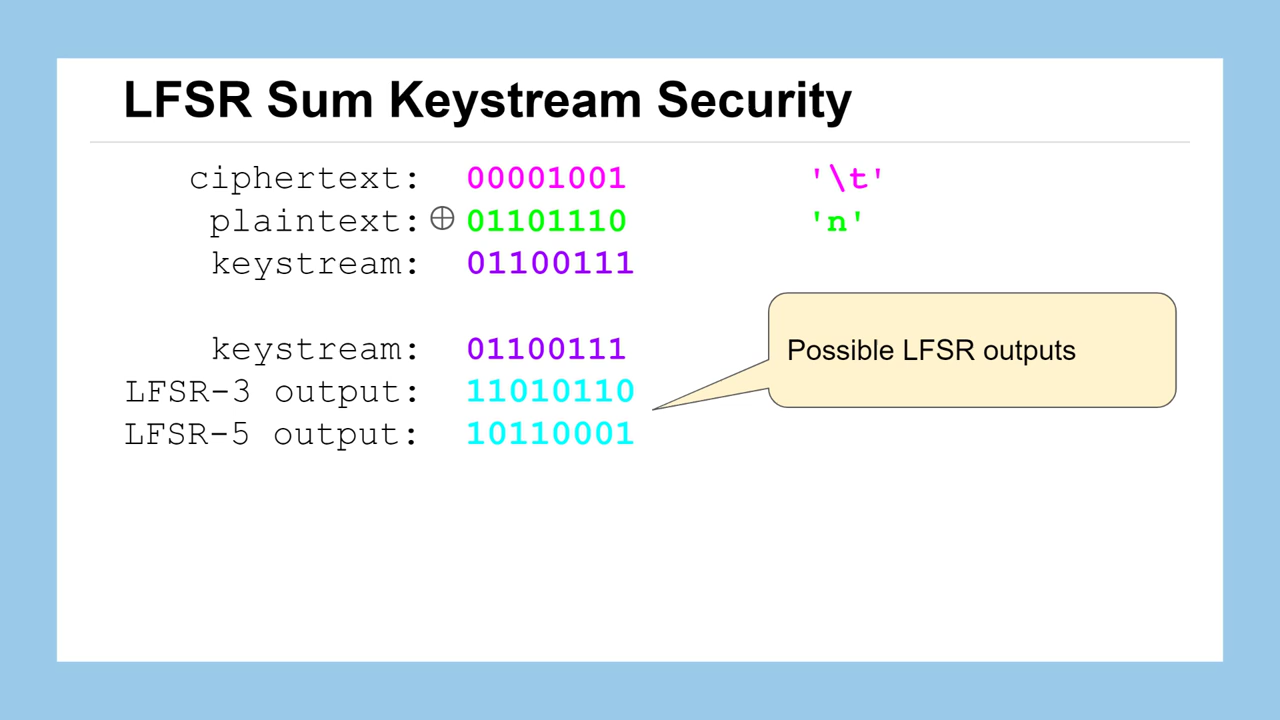 LFSR Sum Keystream Security
ciphertext: 00001001 '\t'
plaintext: ⊕ 01101110 'n'
keystream: 01100111
keystream: 01100111
Possible LFSR outputs
LFSR-3 output: 11010110
LFSR-5 output: 10110001